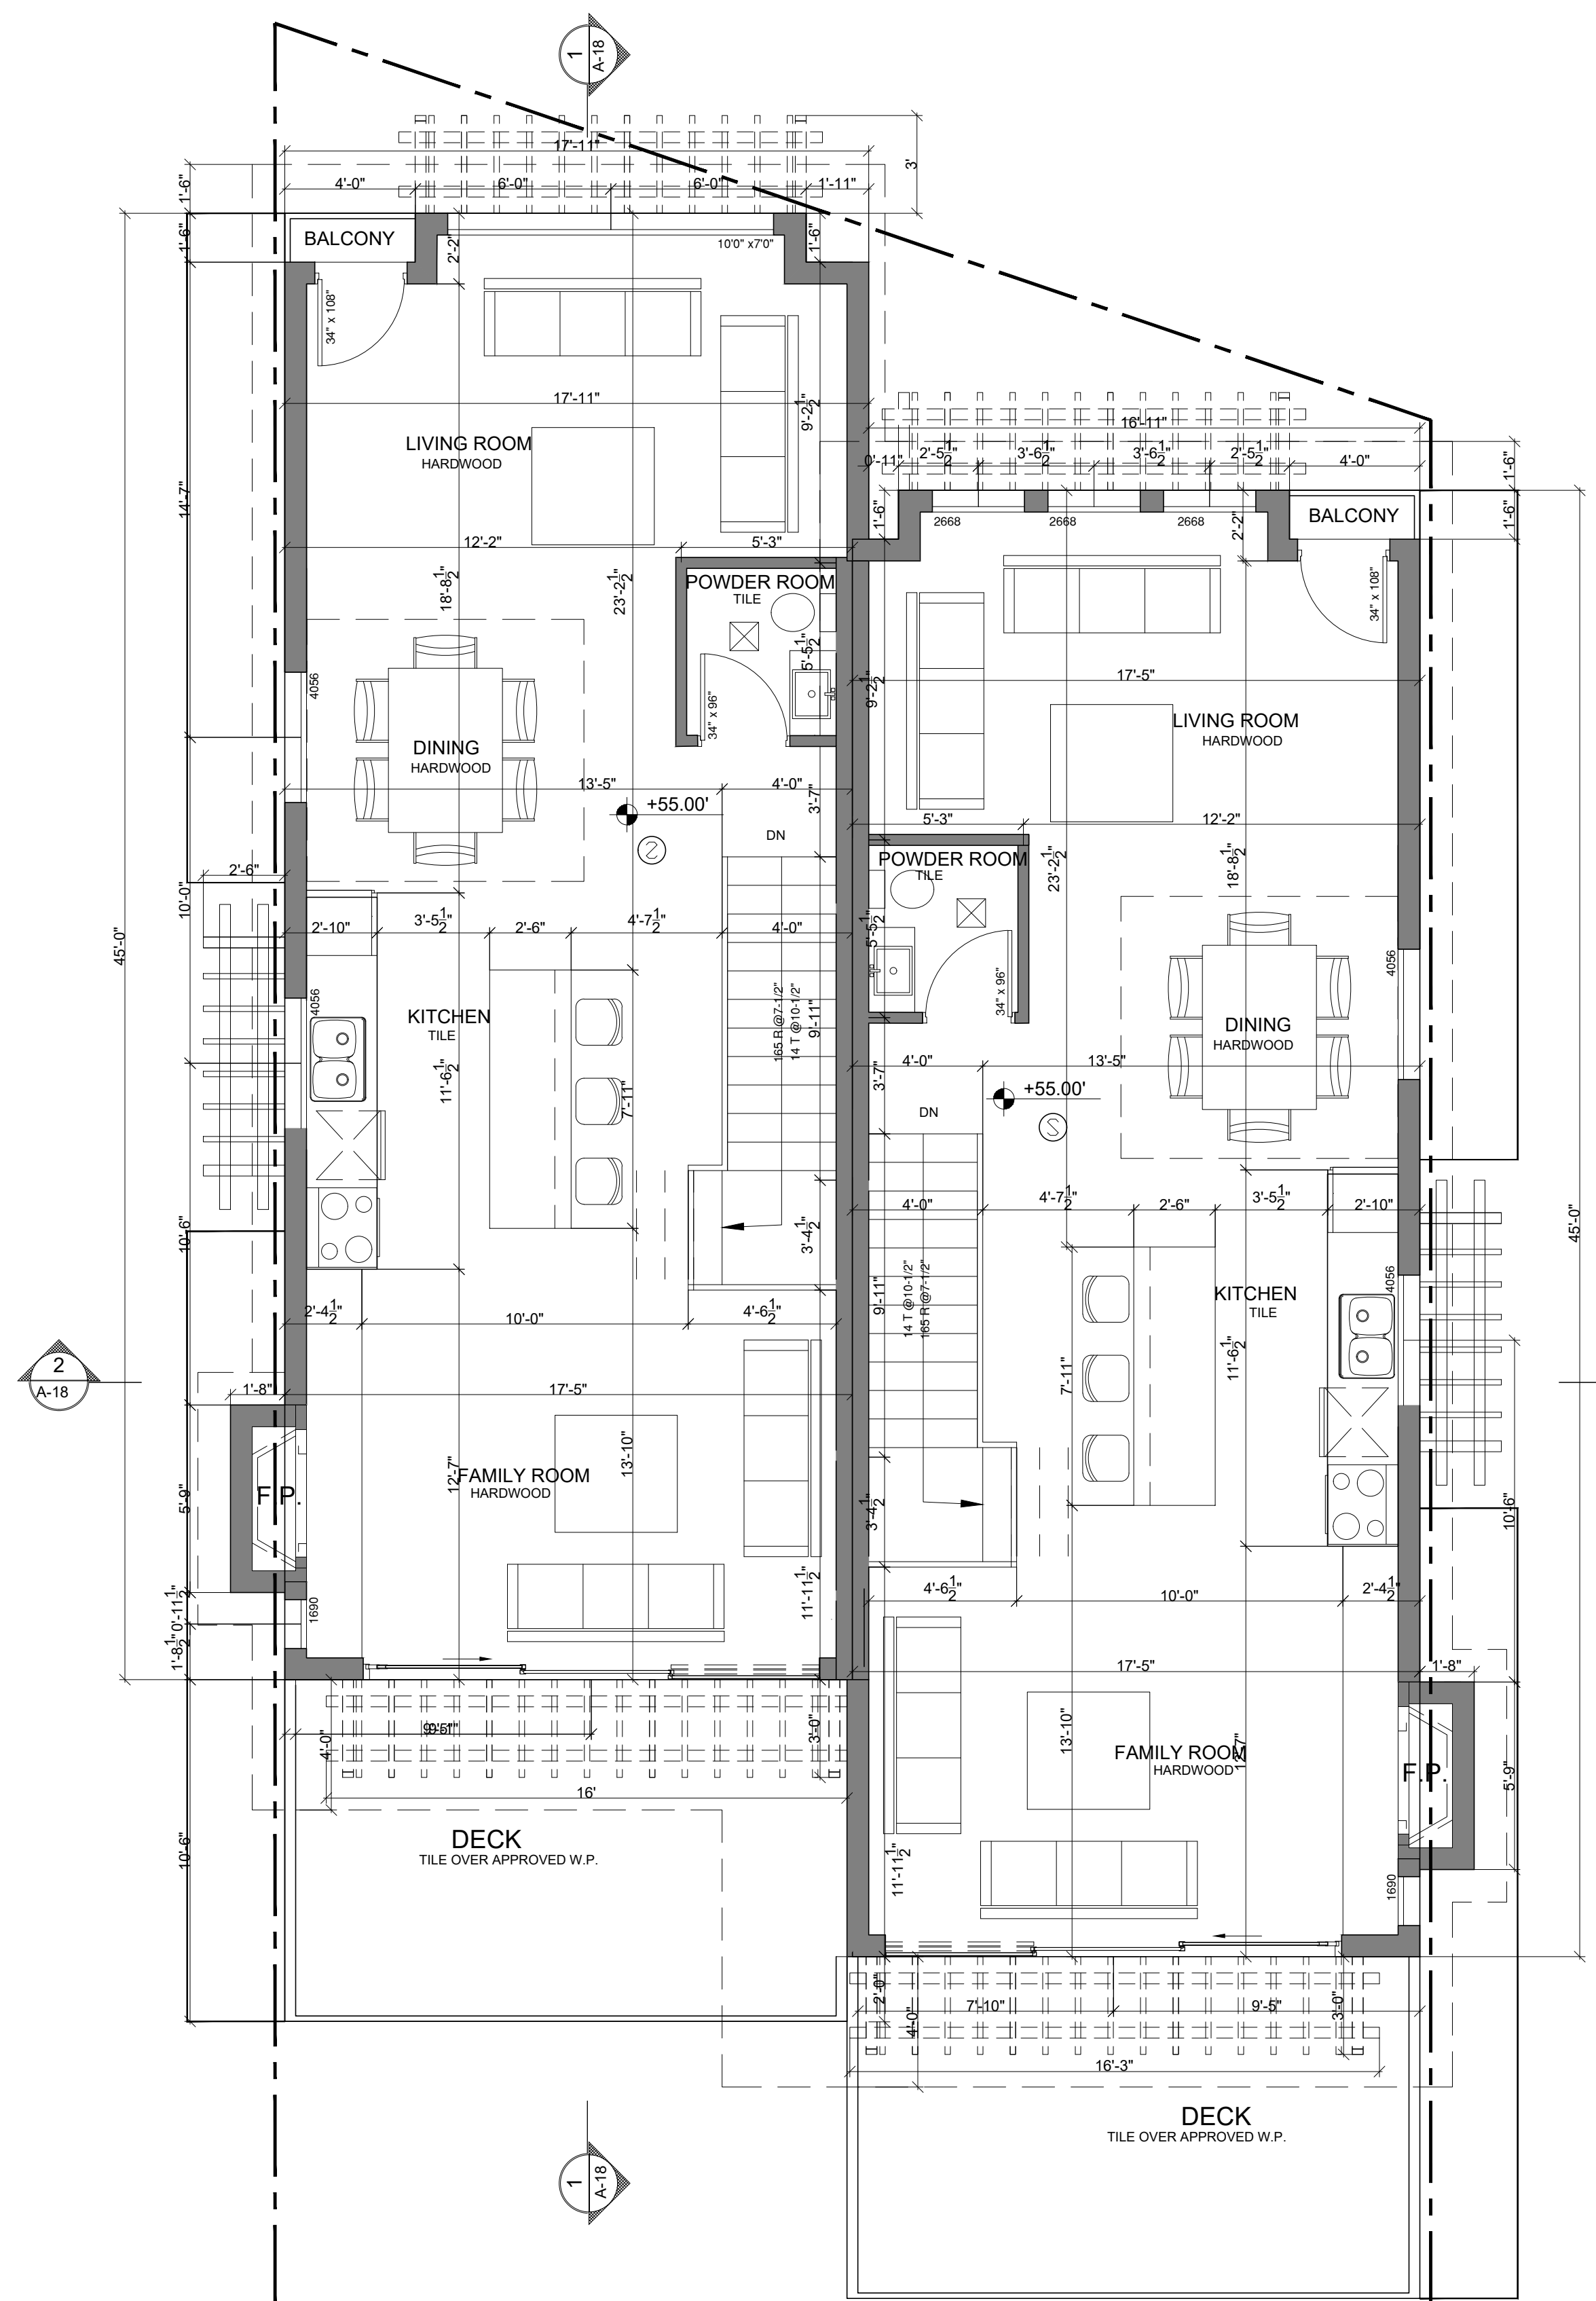 1
A-18
17'-11"
3'
4'-0"
6'-0"
6'-0"
1'-11"
1'-6"
1'-6"
BALCONY
2'-2"
10'0" x7'0"
1'-6"
34" x 108"
17'-11"
9'-2 1/2"
LIVING ROOM
HARDWOOD
14'-7"
12'-2"
5'-3"
18'-8 1/2"
23'-2 1/2"
POWDER ROOM
TILE
5'-5 1/2"
34" x 96"
4056
DINING
HARDWOOD
13'-5"
4'-0"
3'-7"
+55.00'
DN
2'-6"
10'-0"
45'-0"
2'-10"
3'-5 1/2"
2'-6"
4'-7 1/2"
4'-0"
4056
KITCHEN
TILE
165 R @7-1/2"
14 T @10-1/2"
9'-11"
11'-6 1/2"
7'-11"
10'-6"
3'-4 1/2"
2'-4 1/2"
10'-0"
4'-6 1/2"
2
A-18
1'-8"
17'-5"
12'-7"
13'-10"
FAMILY ROOM
HARDWOOD
F.P.
5'-9"
11'-11 1/2"
0'-11 1/2"
1690
1'-8 1/2"
9'-5"
4'-0"
3'-0"
16'
DECK
TILE OVER APPROVED W.P.
10'-6"
1
A-18
16'-11"
0'-11"
2'-5 1/2"
3'-6 1/2"
3'-6 1/2"
2'-5 1/2"
4'-0"
1'-6"
1'-6"
1'-6"
2668
2668
2668
2'-2"
BALCONY
34" x 108"
9'-2 1/2"
17'-5"
LIVING ROOM
HARDWOOD
5'-3"
12'-2"
23'-2 1/2"
18'-8 1/2"
POWDER ROOM
TILE
5'-5 1/2"
34" x 96"
4056
DINING
HARDWOOD
4'-0"
13'-5"
3'-7"
+55.00'
DN
4'-0"
4'-7 1/2"
2'-6"
3'-5 1/2"
2'-10"
45'-0"
4056
KITCHEN
TILE
14 T @10-1/2"
165 R @7-1/2"
9'-11"
7'-11"
11'-6 1/2"
3'-4 1/2"
10'-6"
4'-6 1/2"
10'-0"
2'-4 1/2"
17'-5"
1'-8"
13'-10"
12'-7"
FAMILY ROOM
HARDWOOD
F.P.
5'-9"
11'-11 1/2"
1690
2'-0"
4'-0"
7'-10"
9'-5"
3'-0"
16'-3"
DECK
TILE OVER APPROVED W.P.